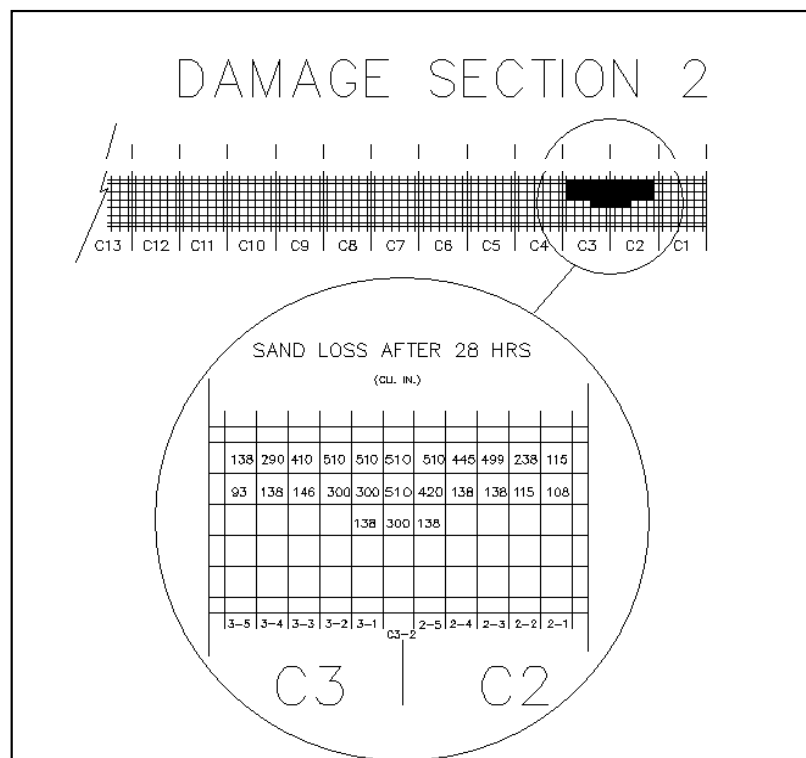 DAMAGE SECTION 2
C13 C12 C11 C10 C9 C8 C7 C6 C5 C4 C3 C2 C1
SAND LOSS AFTER 28 HRS
(CU. IN.)
138 290 410 510 510 510 510 445 499 238 115
93 138 146 300 300 510 420 138 138 115 108
138 300 138
3-5 3-4 3-3 3-2 3-1 2-5 2-4 2-3 2-2 2-1
C3-2
C3 C2